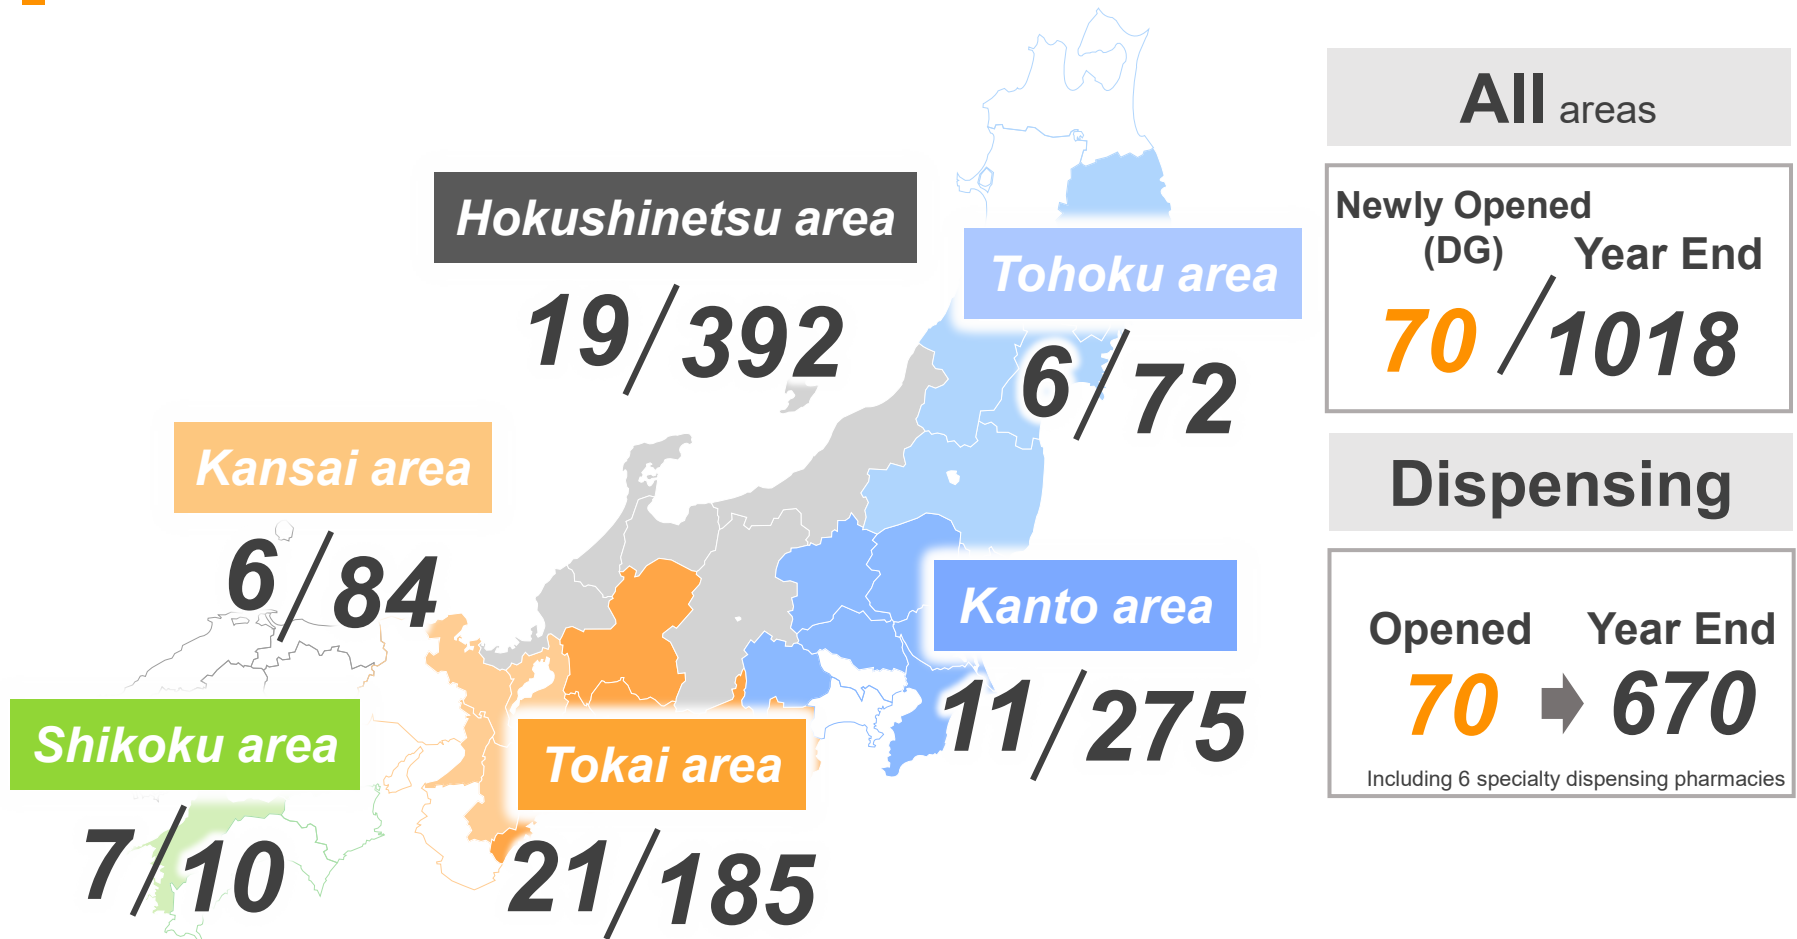 Hokushinetsu area
19/392
Tohoku area
6/72
Kansai area
6/84
Kanto area
11/275
Shikoku area
7/10
Tokai area
21/185
All areas
Newly Opened
(DG) Year End
70/1018
Dispensing
Opened Year End
70 670
Including 6 specialty dispensing pharmacies